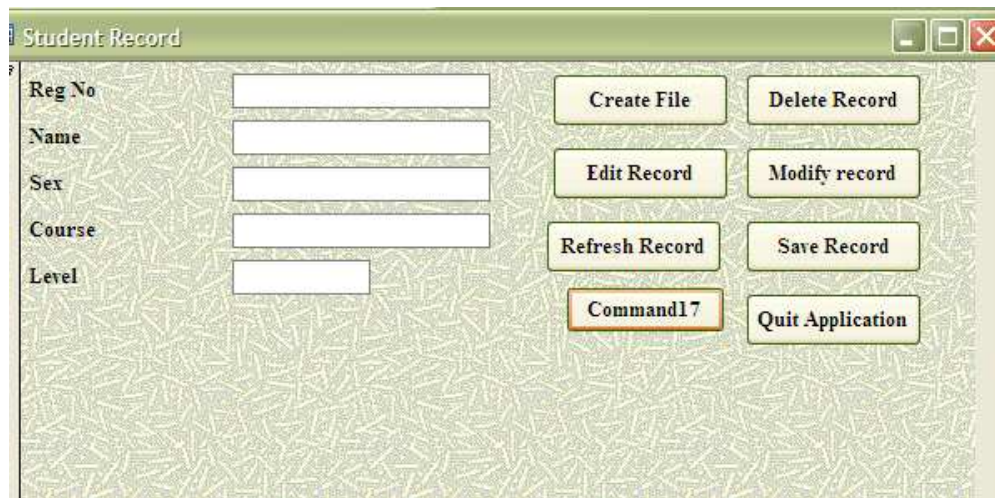 Student Record
Reg No
Name
Sex
Course
Level
Create File
Delete Record
Edit Record
Modify record
Refresh Record
Save Record
Command17
Quit Application